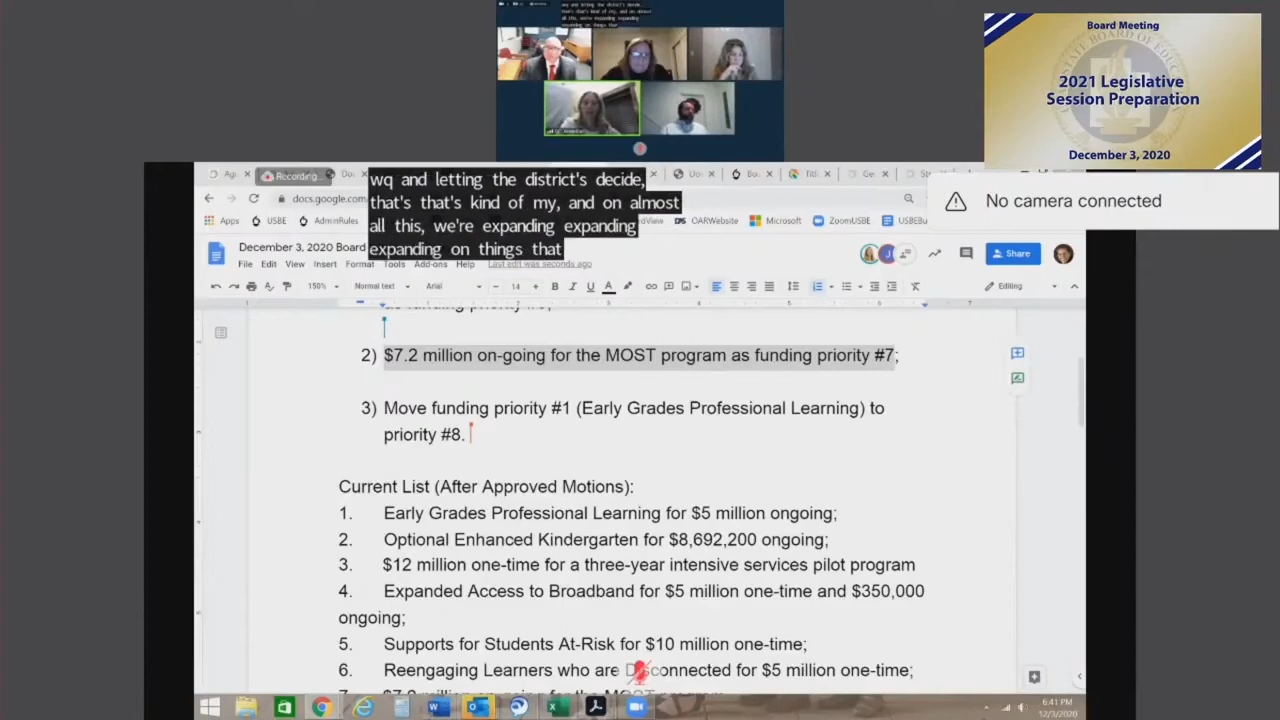 Board Meeting
2021 Legislative
Session Preparation
December 3, 2020
No camera connected
Recording...
wq and letting the district's decide,
that's that's kind of my, and on almost
all this, we're expanding expanding
expanding on things that
docs.google.com
Apps USBE AdminRules OARWebsite Microsoft ZoomUSBE
December 3, 2020 Board
File Edit View Insert Format Tools Add-ons Help Last edit was seconds ago
Share
150% Normal text Arial 14 B I U A Editing
2) $7.2 million on-going for the MOST program as funding priority #7;
3) Move funding priority #1 (Early Grades Professional Learning) to
priority #8.
Current List (After Approved Motions):
1. Early Grades Professional Learning for $5 million ongoing;
2. Optional Enhanced Kindergarten for $8,692,200 ongoing;
3. $12 million one-time for a three-year intensive services pilot program
4. Expanded Access to Broadband for $5 million one-time and $350,000
ongoing;
5. Supports for Students At-Risk for $10 million one-time;
6. Reengaging Learners who are Disconnected for $5 million one-time;
6:41 PM
12/3/2020